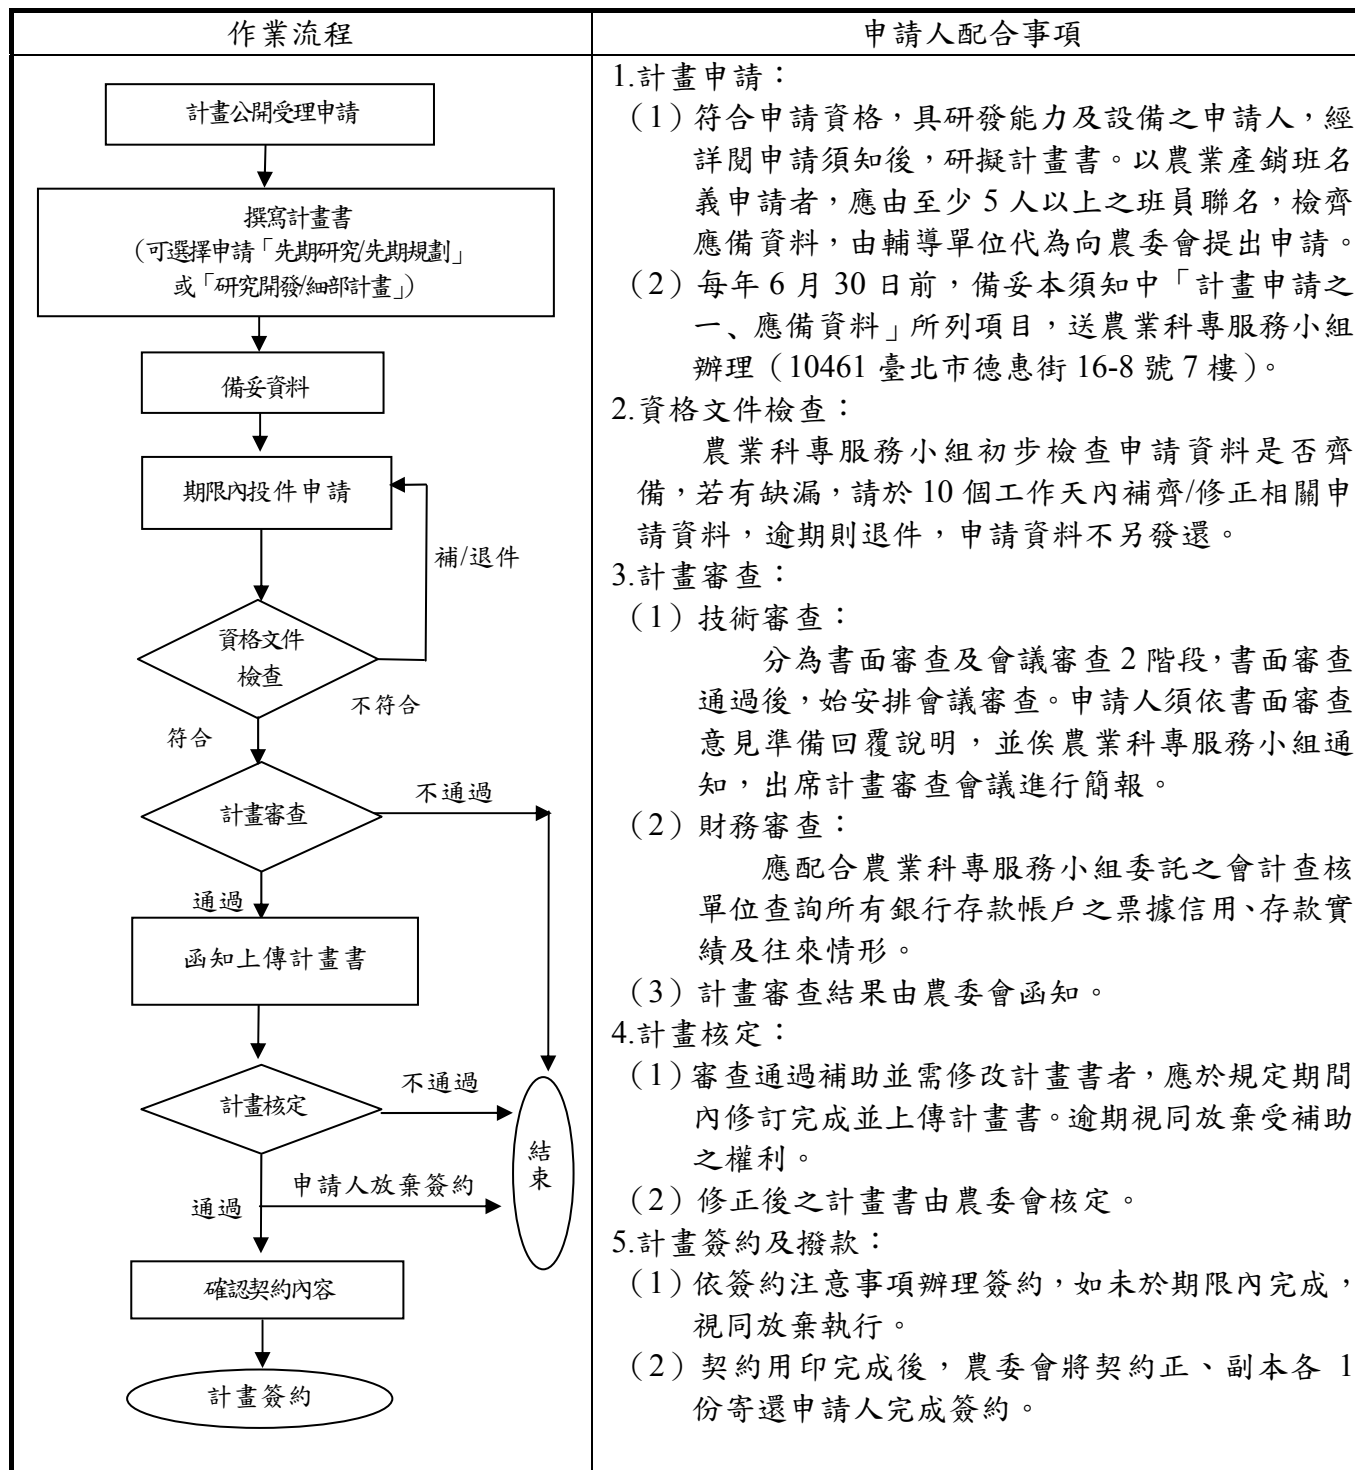 作業流程
申請人配合事項
計畫公開受理申請
撰寫計畫書
(可選擇申請「先期研究/先期規劃」
或「研究開發/細部計畫」)
備妥資料
期限內投件申請
補/退件
資格文件
檢查
不符合
符合
計畫審查
不通過
通過
函知上傳計畫書
計畫核定
不通過
結束
申請人放棄簽約
通過
確認契約內容
計畫簽約
1.計畫申請：
（1）符合申請資格，具研發能力及設備之申請人，經
詳閱申請須知後，研擬計畫書。以農業產銷班名
義申請者，應由至少 5 人以上之班員聯名，檢齊
應備資料，由輔導單位代為向農委會提出申請。
（2）每年 6 月 30 日前，備妥本須知中「計畫申請之
一、應備資料」所列項目，送農業科專服務小組
辦理（10461 臺北市德惠街 16-8 號 7 樓）。
2.資格文件檢查：
農業科專服務小組初步檢查申請資料是否齊
備，若有缺漏，請於 10 個工作天內補齊/修正相關申
請資料，逾期則退件，申請資料不另發還。
3.計畫審查：
（1）技術審查：
分為書面審查及會議審查 2 階段，書面審查
通過後，始安排會議審查。申請人須依書面審查
意見準備回覆說明，並俟農業科專服務小組通
知，出席計畫審查會議進行簡報。
（2）財務審查：
應配合農業科專服務小組委託之會計查核
單位查詢所有銀行存款帳戶之票據信用、存款實
績及往來情形。
（3）計畫審查結果由農委會函知。
4.計畫核定：
（1）審查通過補助並需修改計畫書者，應於規定期間
內修訂完成並上傳計畫書。逾期視同放棄受補助
之權利。
（2）修正後之計畫書由農委會核定。
5.計畫簽約及撥款：
（1）依簽約注意事項辦理簽約，如未於期限內完成，
視同放棄執行。
（2）契約用印完成後，農委會將契約正、副本各 1
份寄還申請人完成簽約。